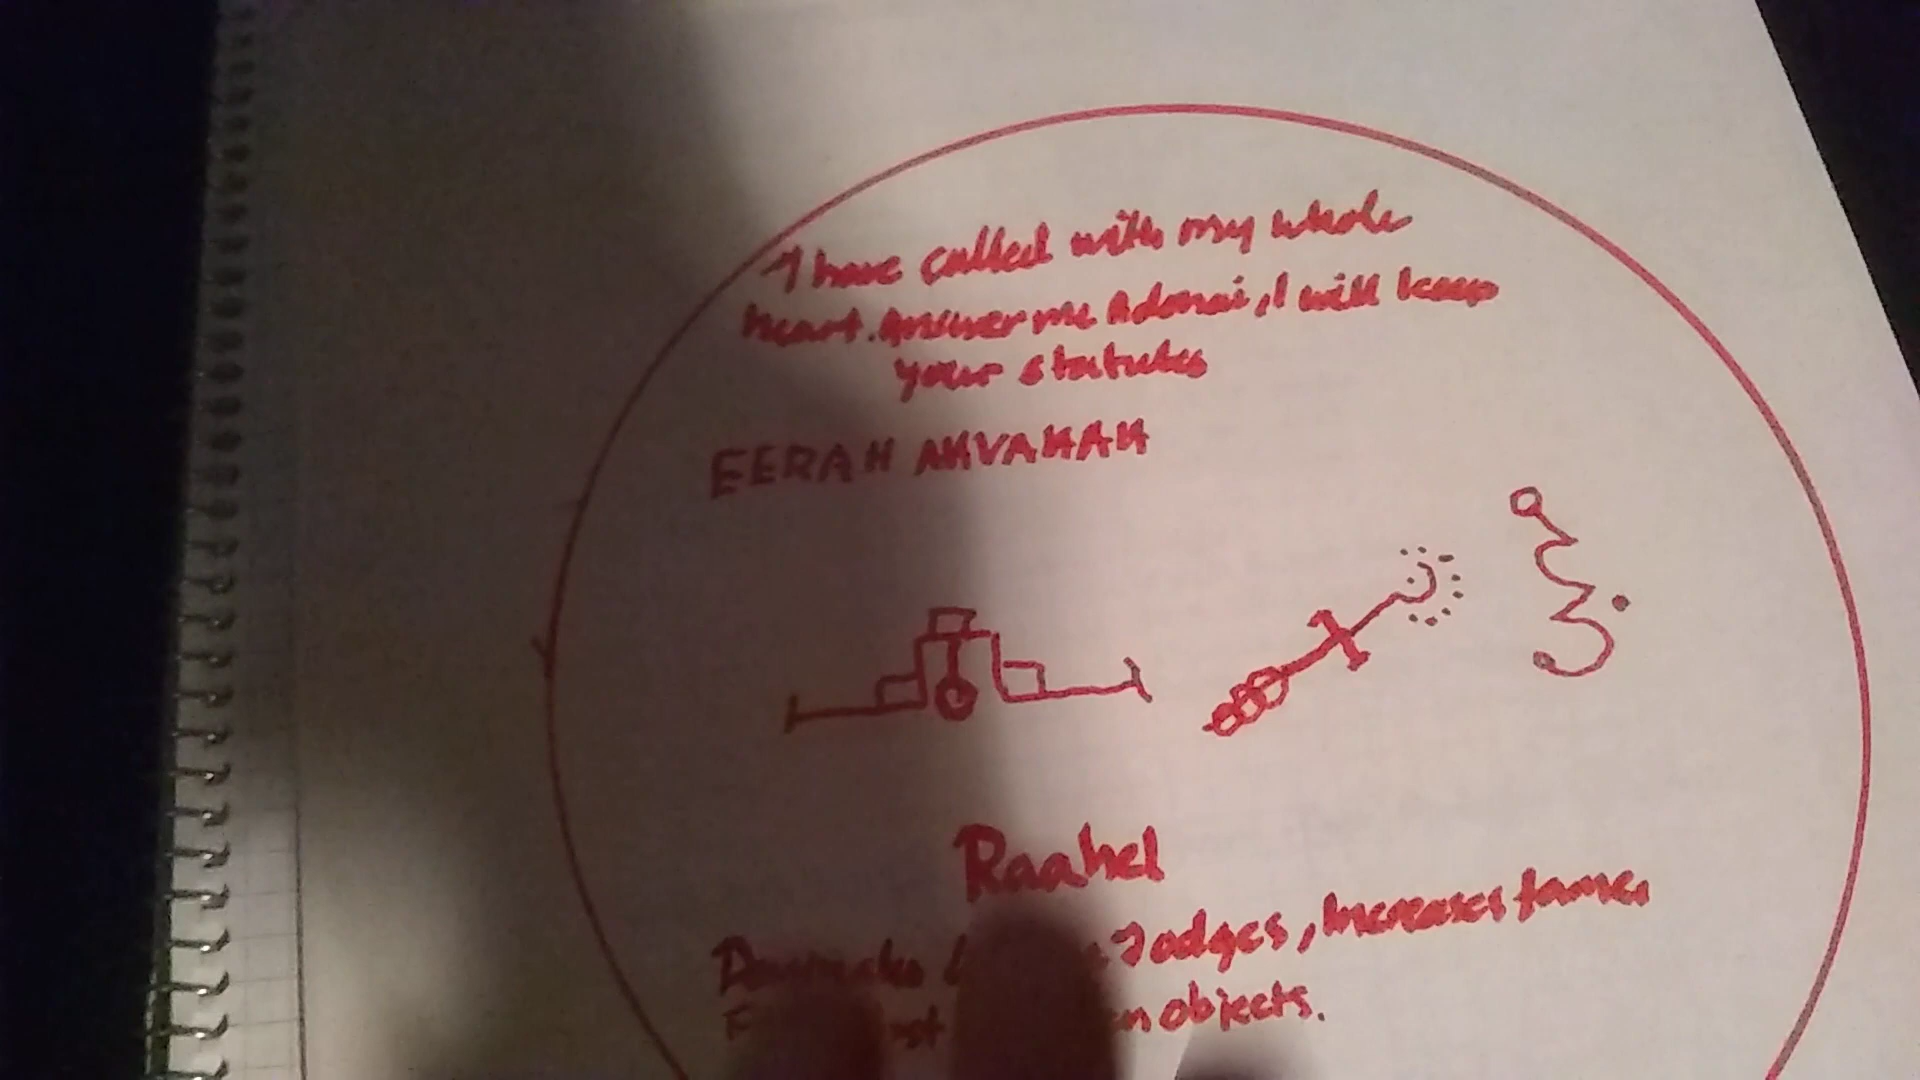 I have called with my whole
heart. Answer me Adonai, I will keep
your statutes
EERAH AHVAHAH
Raahel
Judges, Increases fame,
objects.